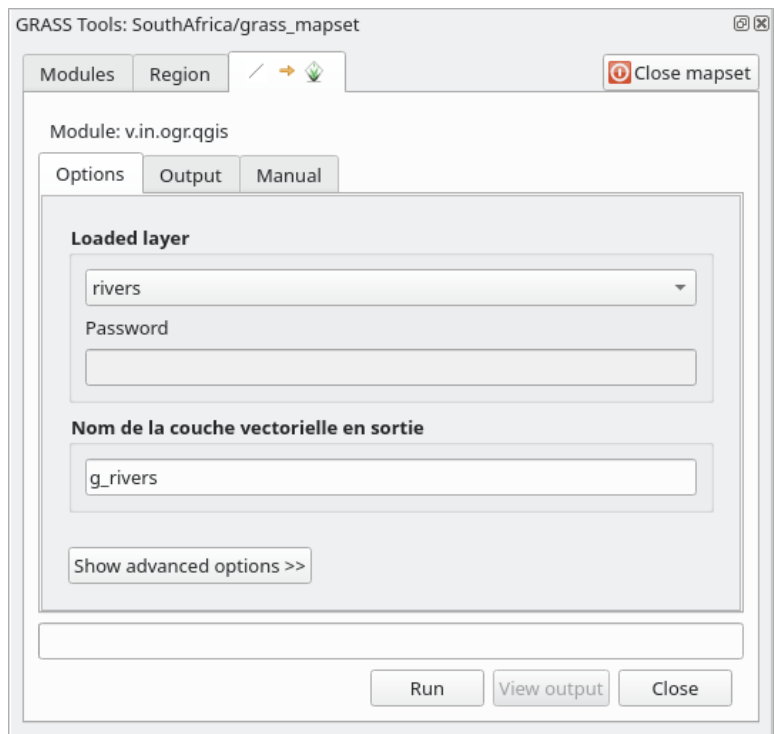 GRASS Tools: SouthAfrica/grass_mapset
Modules Region Close mapset
Module: v.in.ogr.qgis
Options Output Manual
Loaded layer
rivers
Password
Nom de la couche vectorielle en sortie
g_rivers
Show advanced options >>
Run View output Close